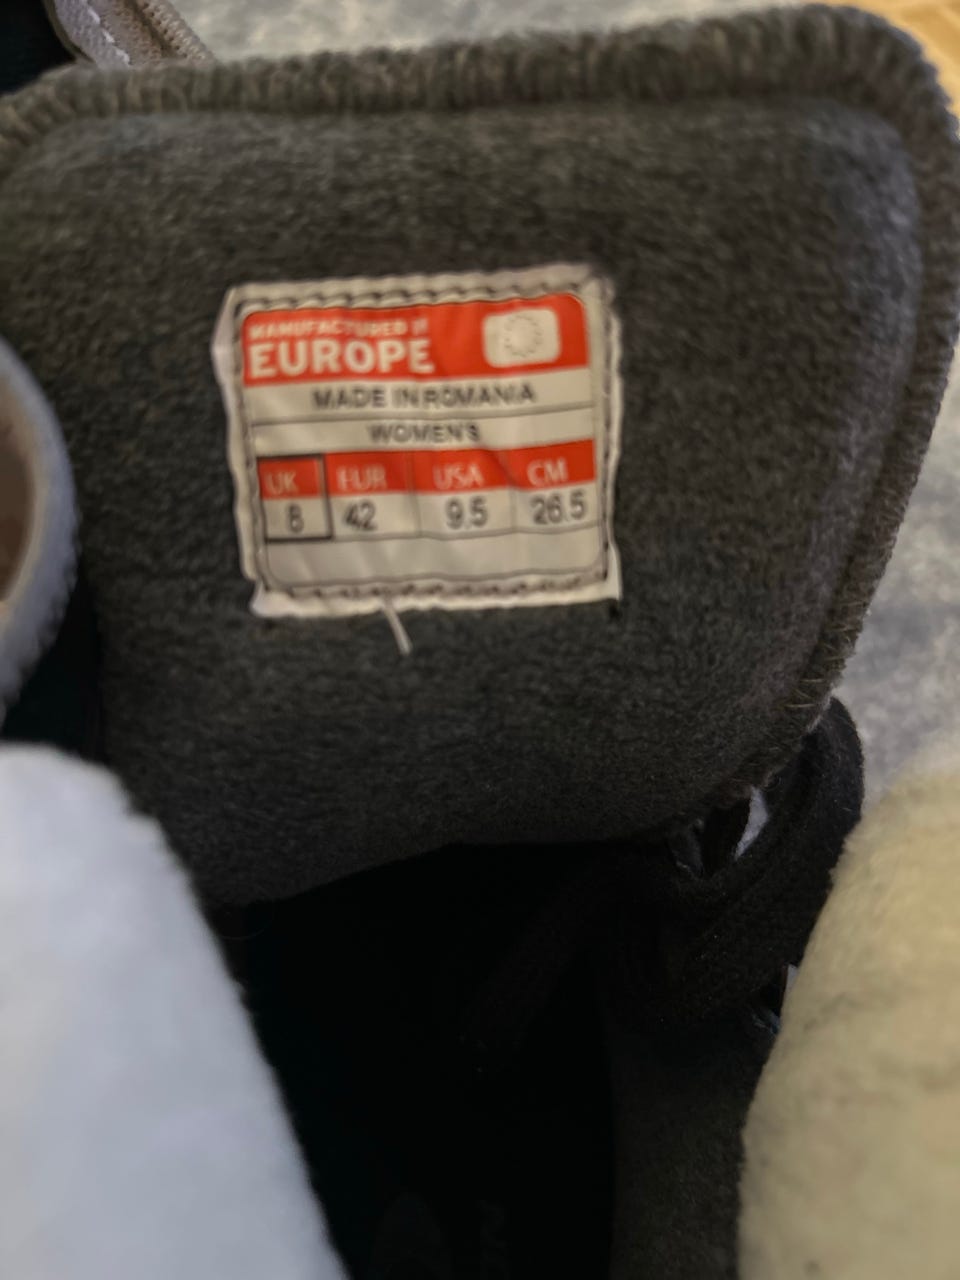 MANUFACTURED IN
EUROPE
MADE IN ROMANIA
WOMEN'S
UK EUR USA CM
8 42 9.5 26.5